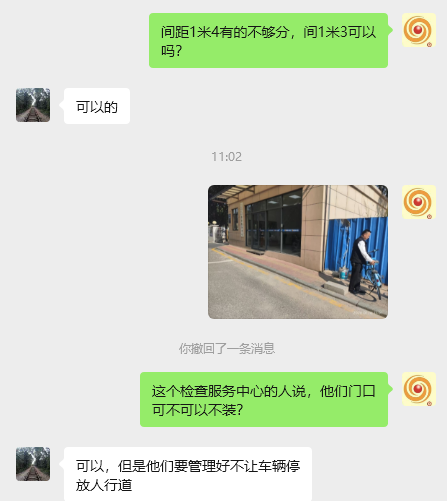 间距1米4有的不够分，间1米3可以
吗?
可以的
11:02
你撤回了一条消息
这个检查服务中心的人说，他们门口
可不可以不装?
可以，但是他们要管理好不让车辆停
放人行道